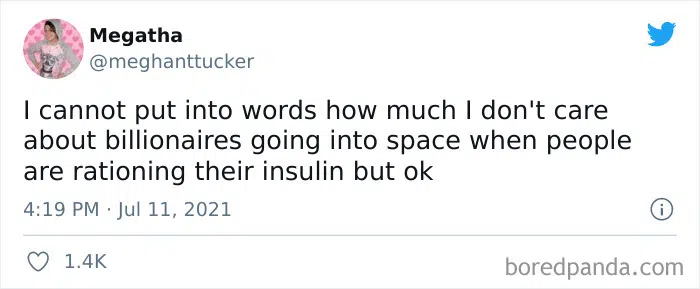 Megatha
@meghanttucker
I cannot put into words how much I don't care
about billionaires going into space when people
are rationing their insulin but ok
4:19 PM · Jul 11, 2021
1.4K
boredpanda.com